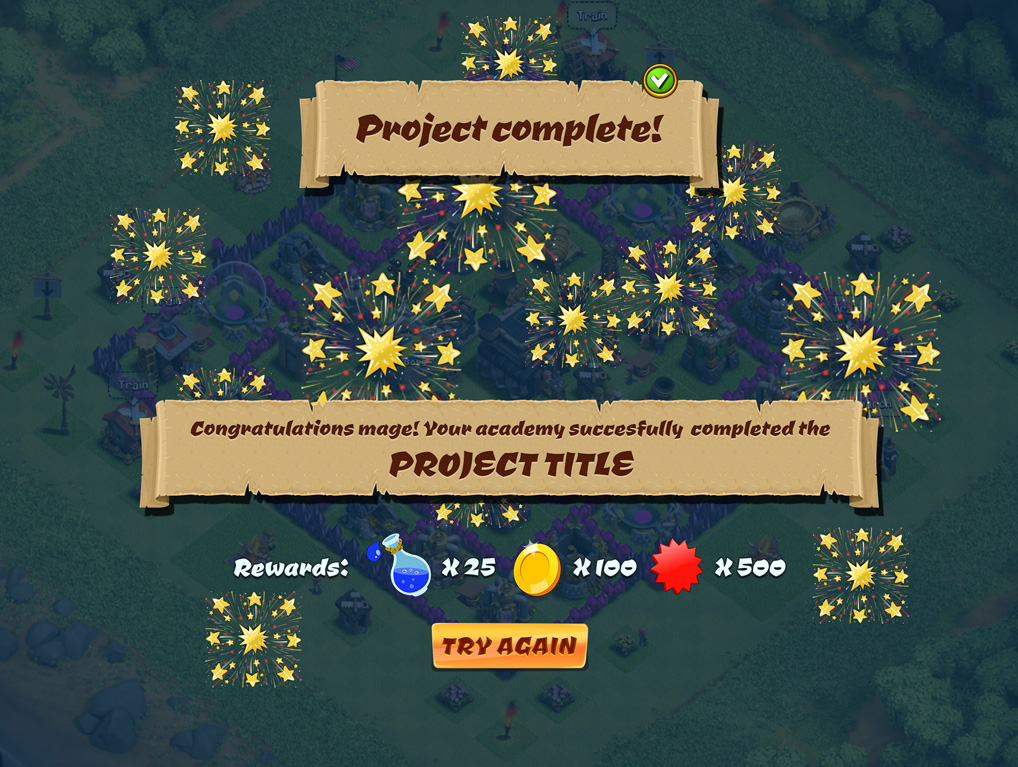 Train
Project complete!
Train
Congratulations mage! Your academy succesfully completed the
PROJECT TITLE
Rewards:
X 25
X 100
X 500
TRY AGAIN